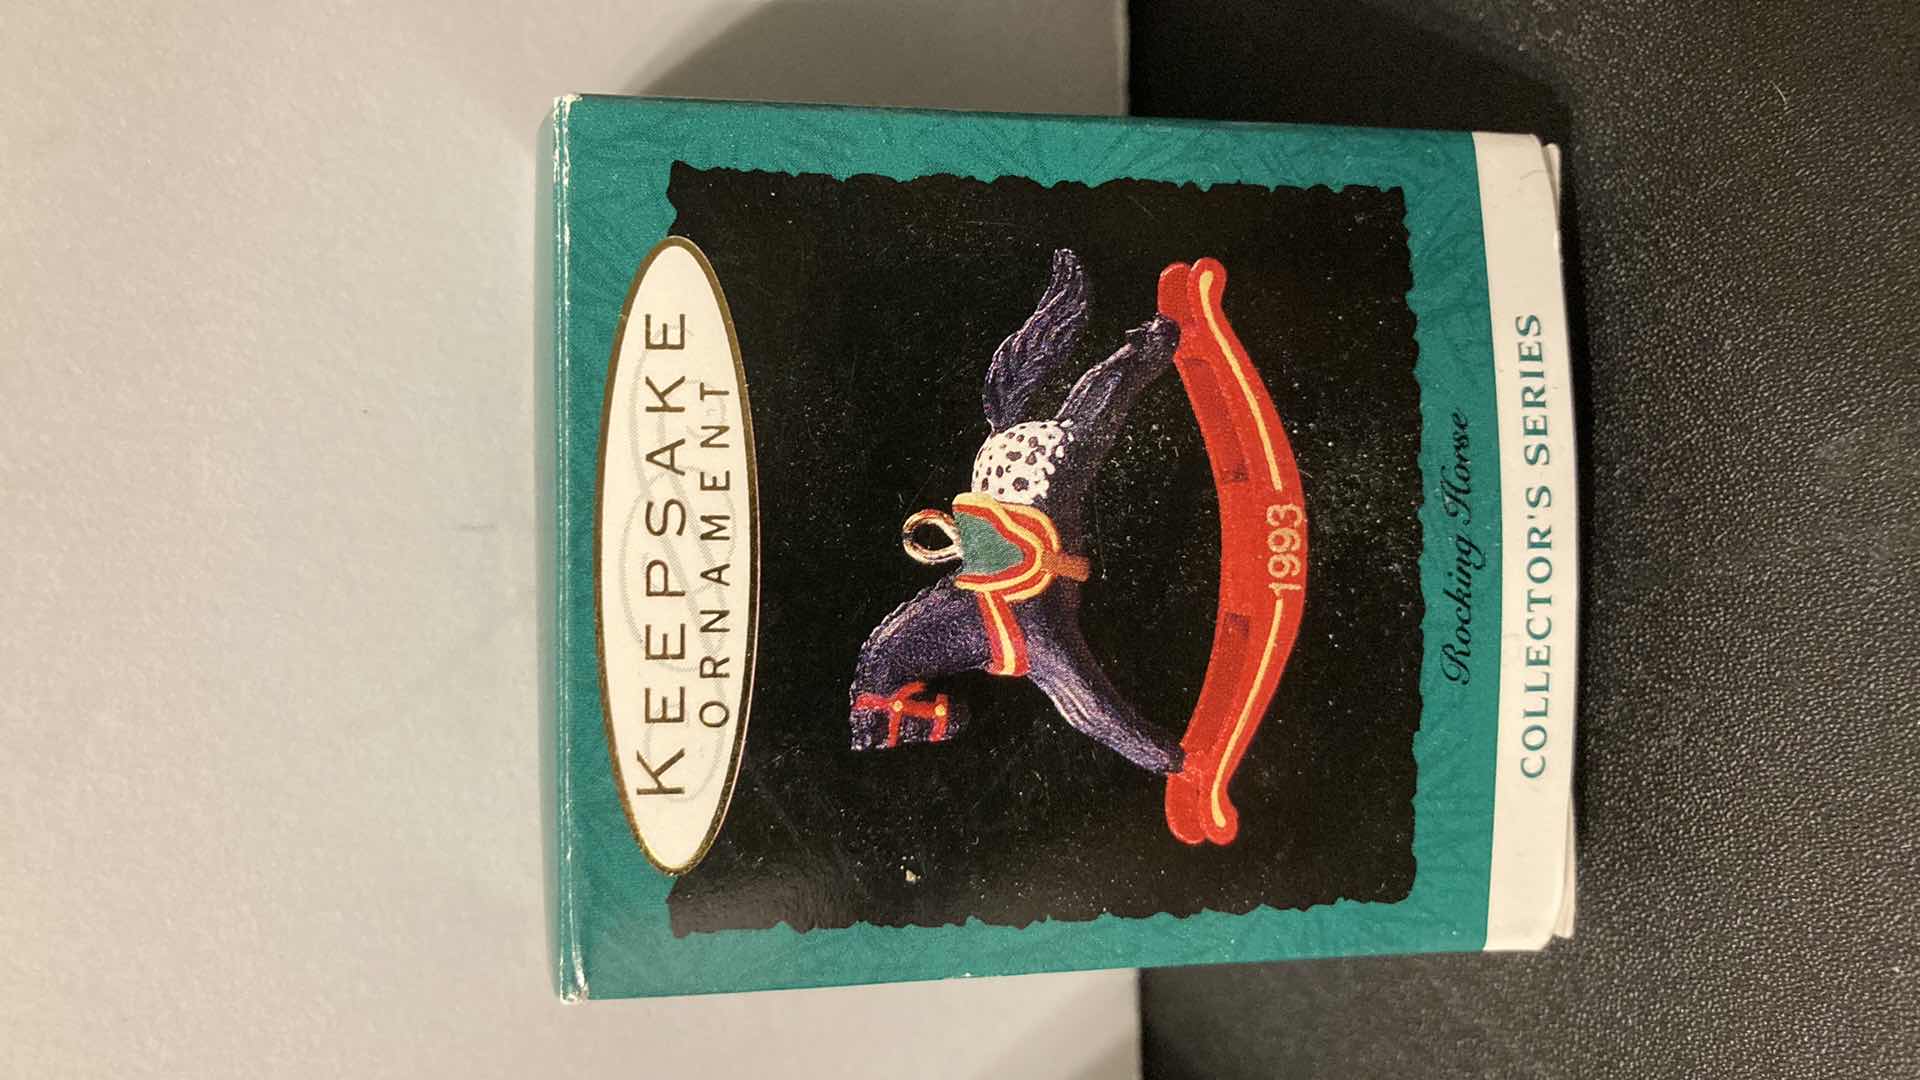 KEEPSAKE
ORNAMENT
1993
Rocking Horse
COLLECTOR'S SERIES